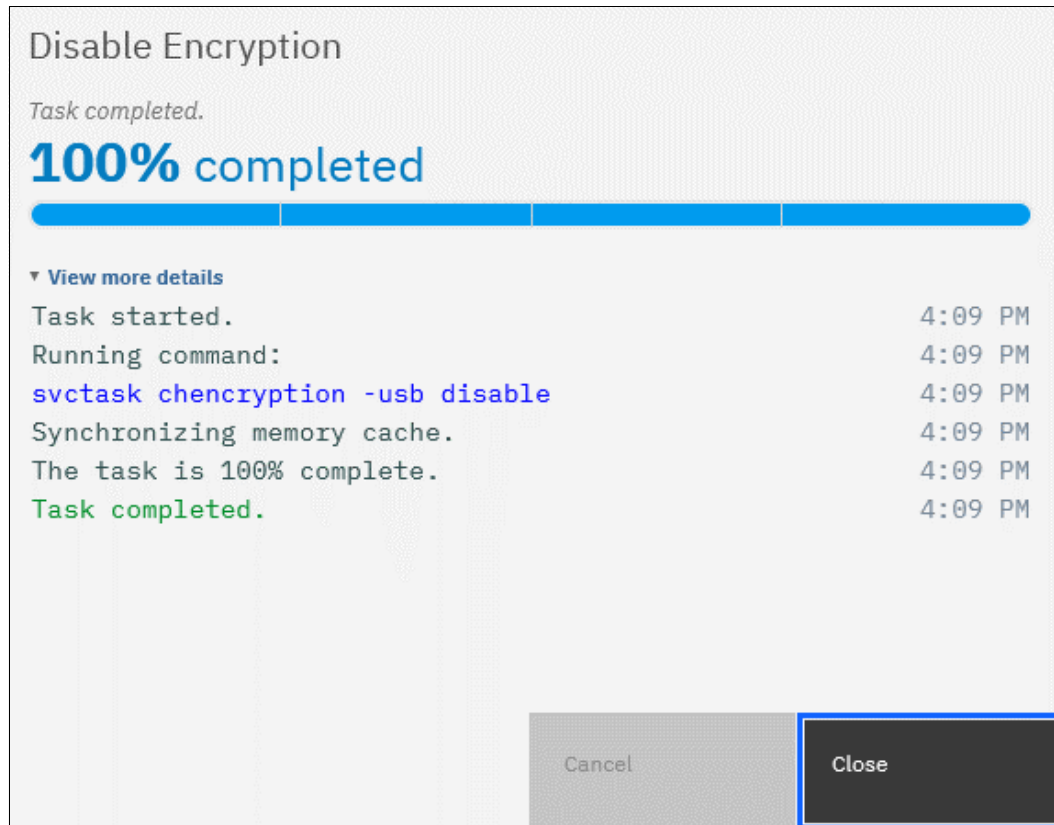 Disable Encryption
Task completed.
100% completed
▼ View more details
Task started. 4:09 PM
Running command: 4:09 PM
svctask chencryption -usb disable 4:09 PM
Synchronizing memory cache. 4:09 PM
The task is 100% complete. 4:09 PM
Task completed. 4:09 PM
Cancel Close